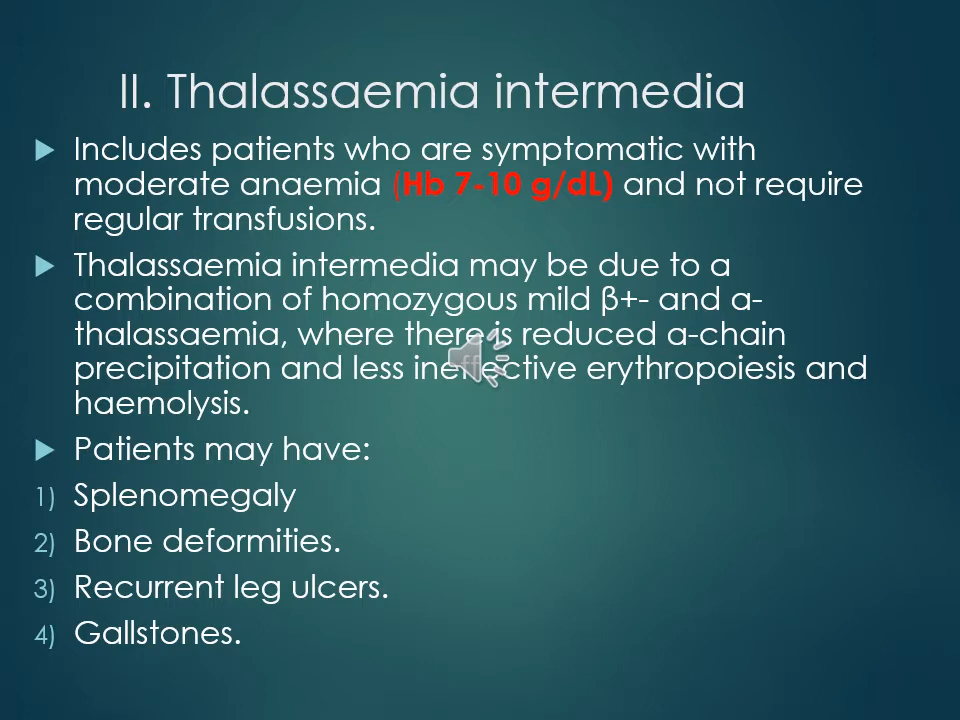 II. Thalassaemia intermedia
Includes patients who are symptomatic with
moderate anaemia (Hb 7-10 g/dL) and not require
regular transfusions.
Thalassaemia intermedia may be due to a
combination of homozygous mild β+- and α-
thalassaemia, where there is reduced α-chain
precipitation and less ineffective erythropoiesis and
haemolysis.
Patients may have:
1) Splenomegaly
2) Bone deformities.
3) Recurrent leg ulcers.
4) Gallstones.